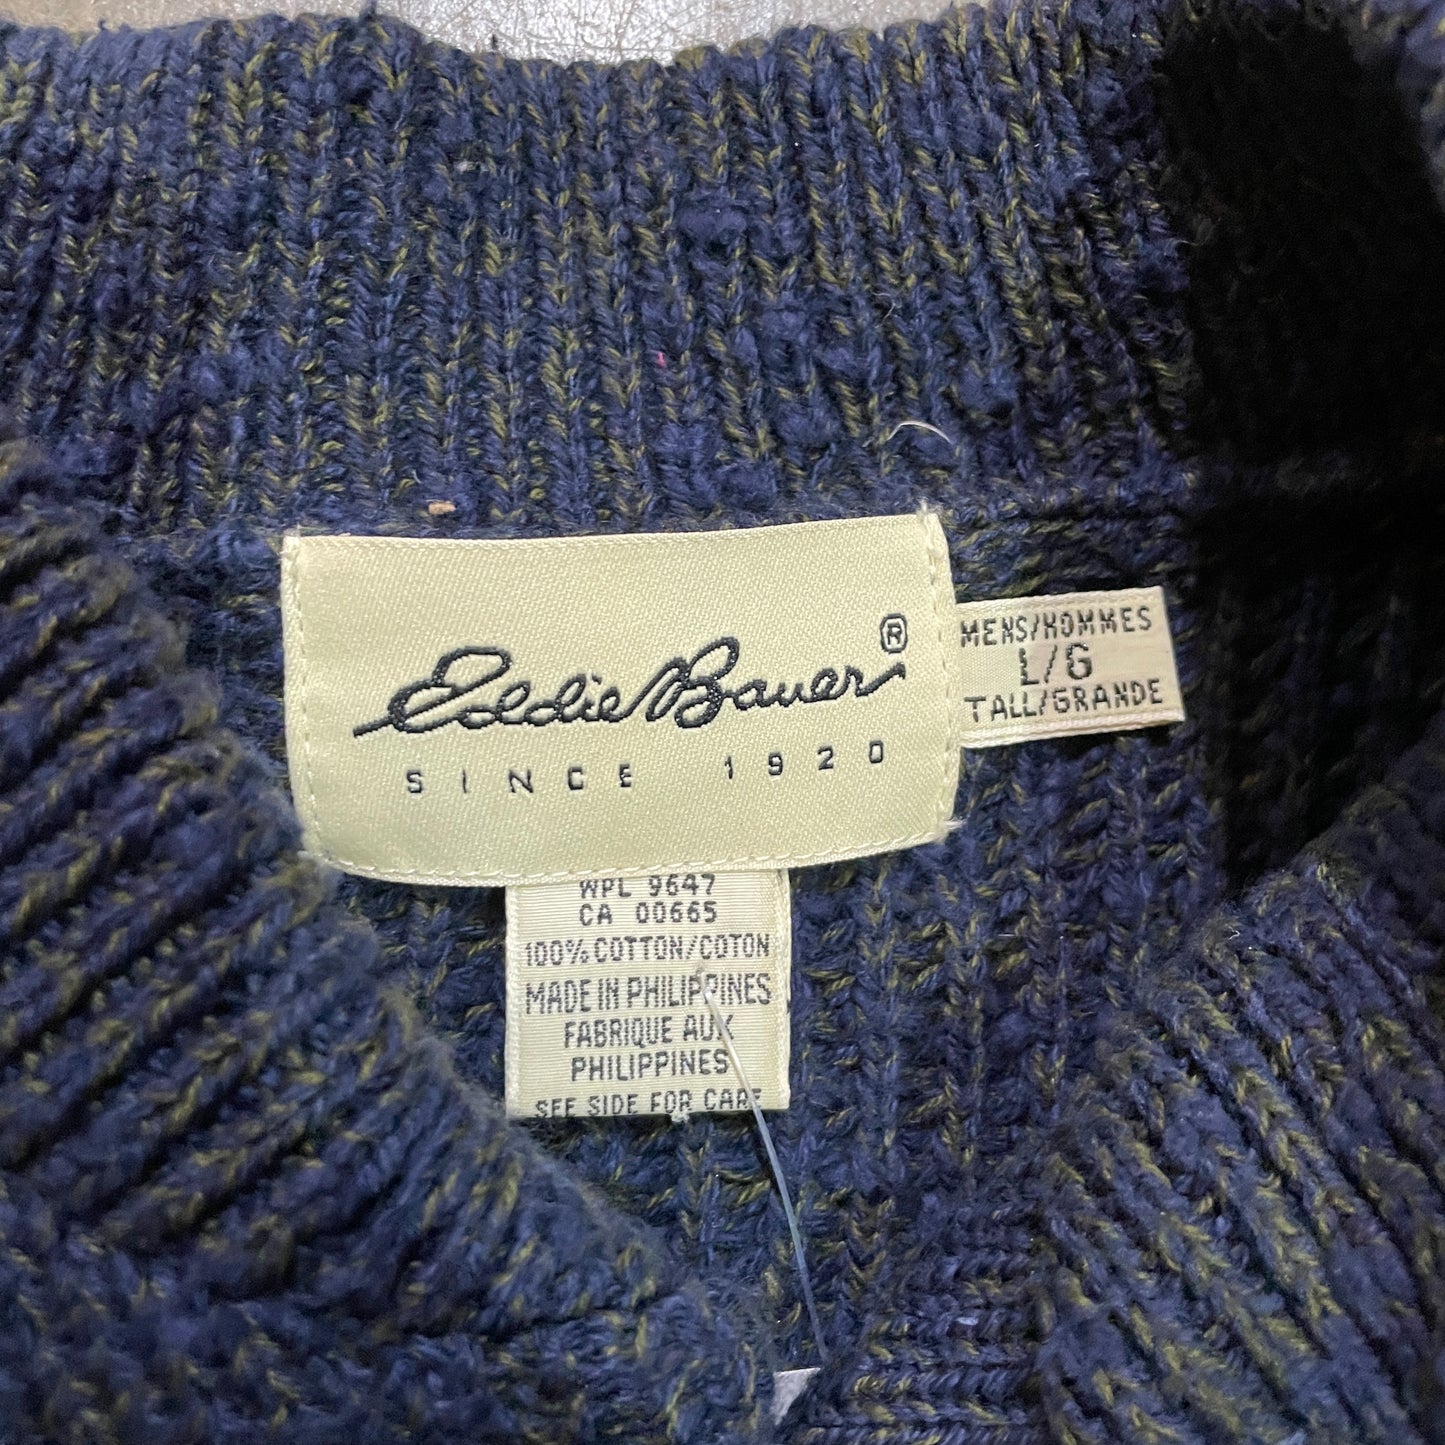 Eddie Bauer®
SINCE 1920
MENS/HOMMES
L/G
TALL/GRANDE
WPL 9647
CA 00665
100% COTTON/COTON
MADE IN PHILIPPINES
FABRIQUE AUX
PHILIPPINES
SEE SIDE FOR CARE